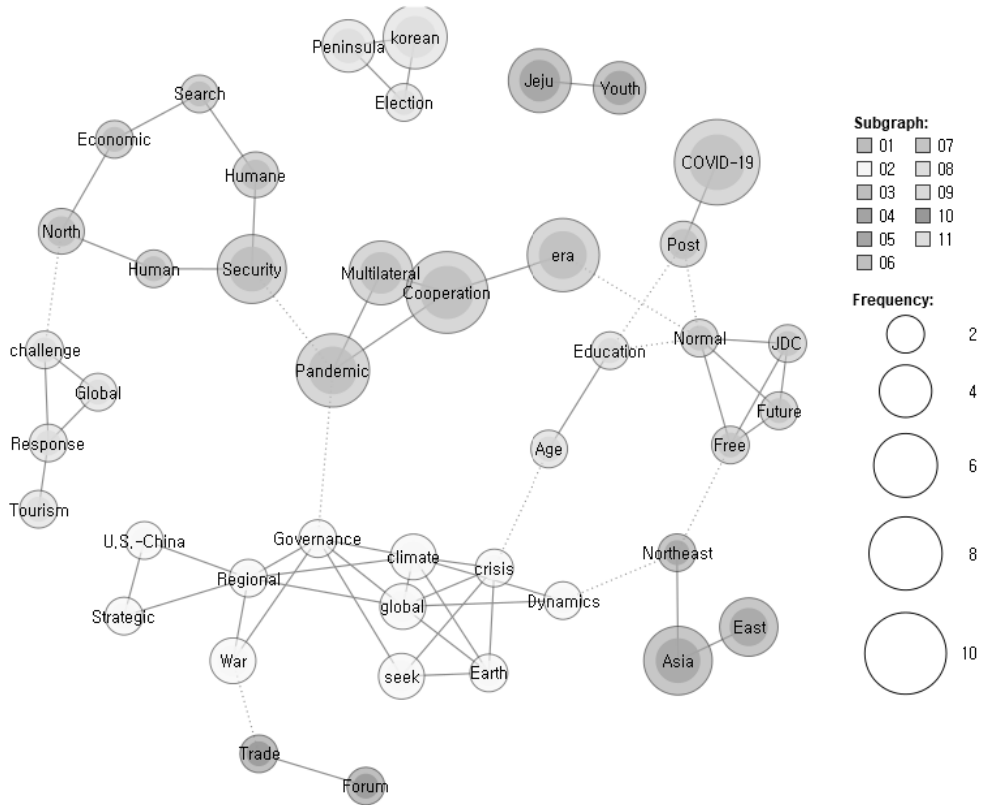 Peninsula korean
Election
Jeju
Youth
Search
Economic
Humane
North
Human
Security
COVID-19
Post
era
Multilateral
Cooperation
Pandemic
Education
Normal
JDC
Future
Free
Age
challenge
Global
Response
Tourism
U.S.-China
Strategic
Regional
Governance
climate
crisis
global
Dynamics
War
seek
Earth
Northeast
East
Asia
Trade
Forum
Subgraph:
01 07
02 08
03 09
04 10
05 11
06
Frequency:
2
4
6
8
10